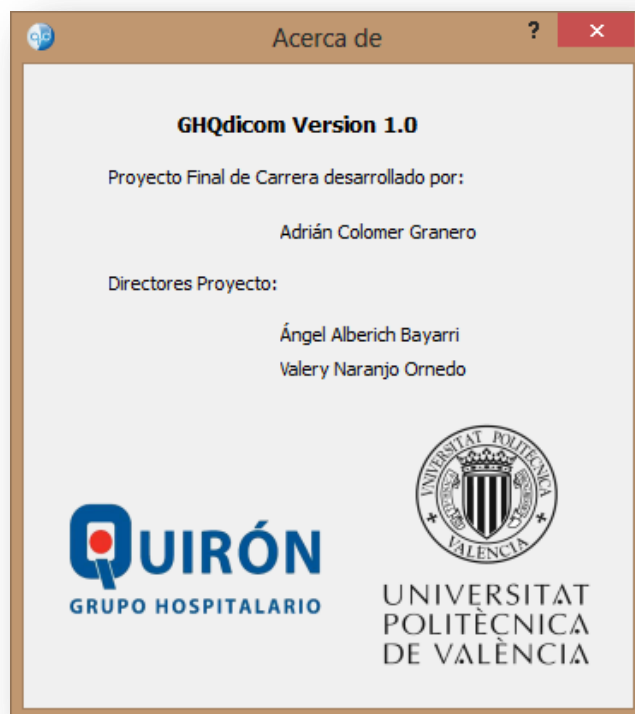 Acerca de
?
×
GHQdicom Version 1.0
Proyecto Final de Carrera desarrollado por:
Adrián Colomer Granero
Directores Proyecto:
Ángel Alberich Bayarri
Valery Naranjo Ornedo
QUIRÓN
GRUPO HOSPITALARIO
UNIVERSITAT POLITÈCNICA
VALÈNCIA
UNIVERSITAT
POLITÈCNICA
DE VALÈNCIA